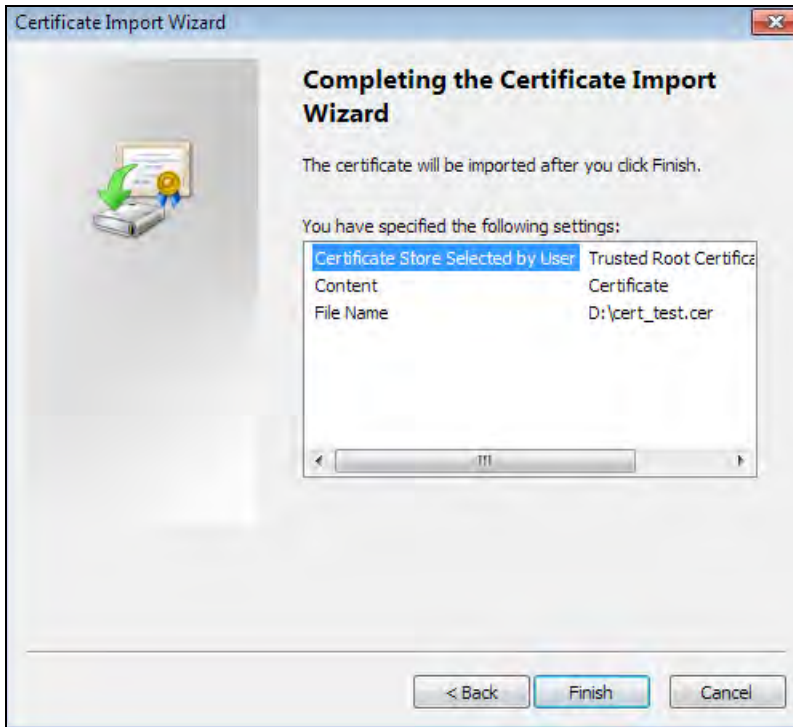 Certificate Import Wizard
Completing the Certificate Import
Wizard
The certificate will be imported after you click Finish.
You have specified the following settings:
Certificate Store Selected by User Trusted Root Certifica
Content Certificate
File Name D:\cert_test.cer
< Back Finish Cancel